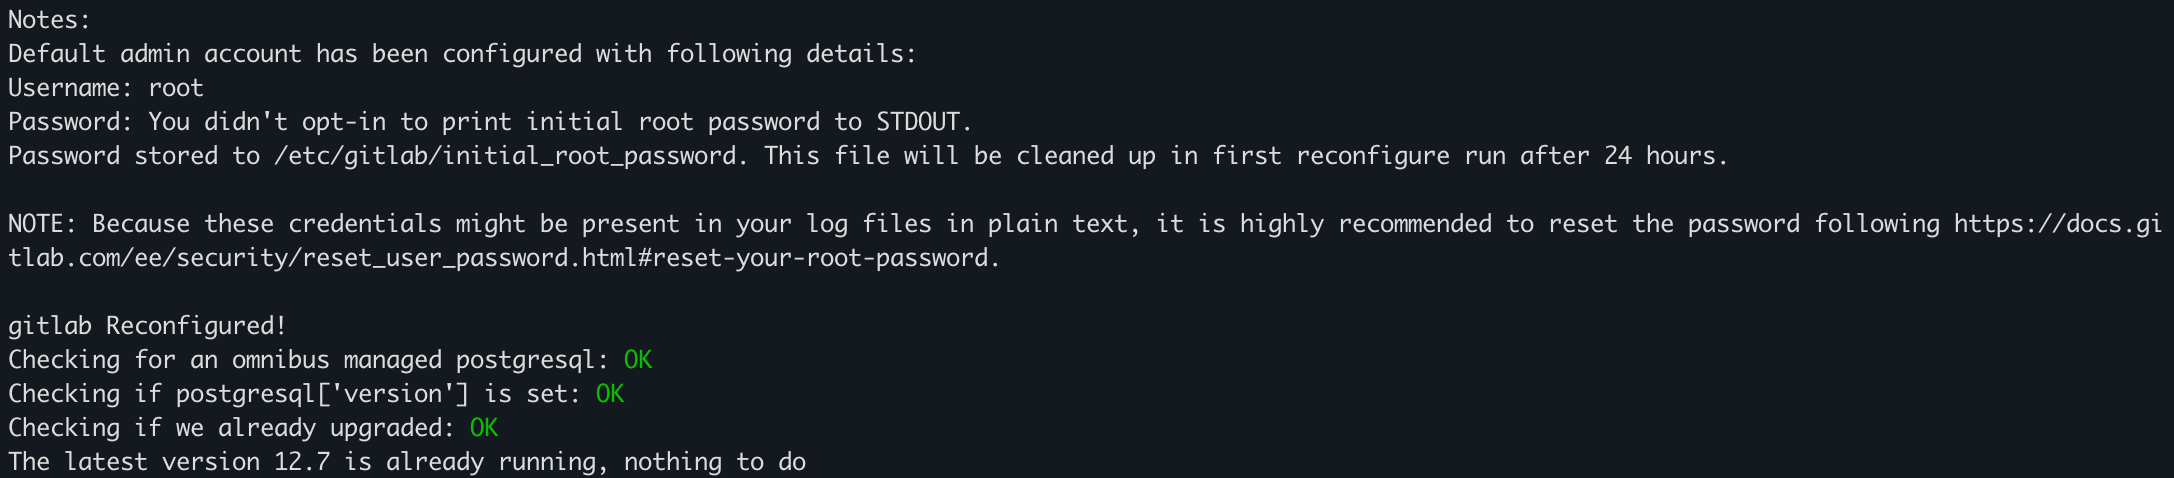 Notes:
Default admin account has been configured with following details:
Username: root
Password: You didn't opt-in to print initial root password to STDOUT.
Password stored to /etc/gitlab/initial_root_password. This file will be cleaned up in first reconfigure run after 24 hours.

NOTE: Because these credentials might be present in your log files in plain text, it is highly recommended to reset the password following https://docs.gi
tlab.com/ee/security/reset_user_password.html#reset-your-root-password.

gitlab Reconfigured!
Checking for an omnibus managed postgresql: OK
Checking if postgresql['version'] is set: OK
Checking if we already upgraded: OK
The latest version 12.7 is already running, nothing to do